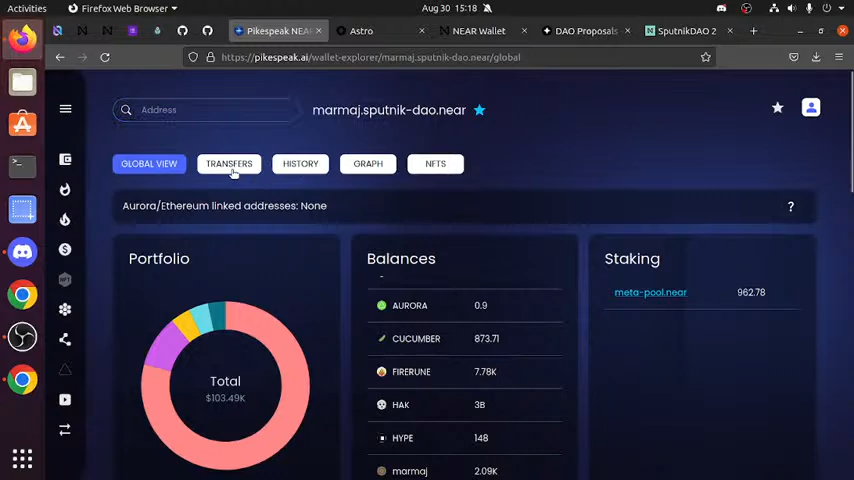 Activities
Firefox Web Browser
Aug 30 15:18
Pikespeak NEAR
Astro
NEAR Wallet
DAO Proposals
SputnikDAO 2
https://pikespeak.ai/wallet-explorer/marmaj.sputnik-dao.near/global
Address
marmaj.sputnik-dao.near
GLOBAL VIEW
TRANSFERS
HISTORY
GRAPH
NFTS
Aurora/Ethereum linked addresses: None
?
Portfolio
Total
$103.49K
Balances
AURORA 0.9
CUCUMBER 873.71
FIRERUNE 7.78K
HAK 3B
HYPE 148
marmaj 2.09K
Staking
meta-pool.near 962.78